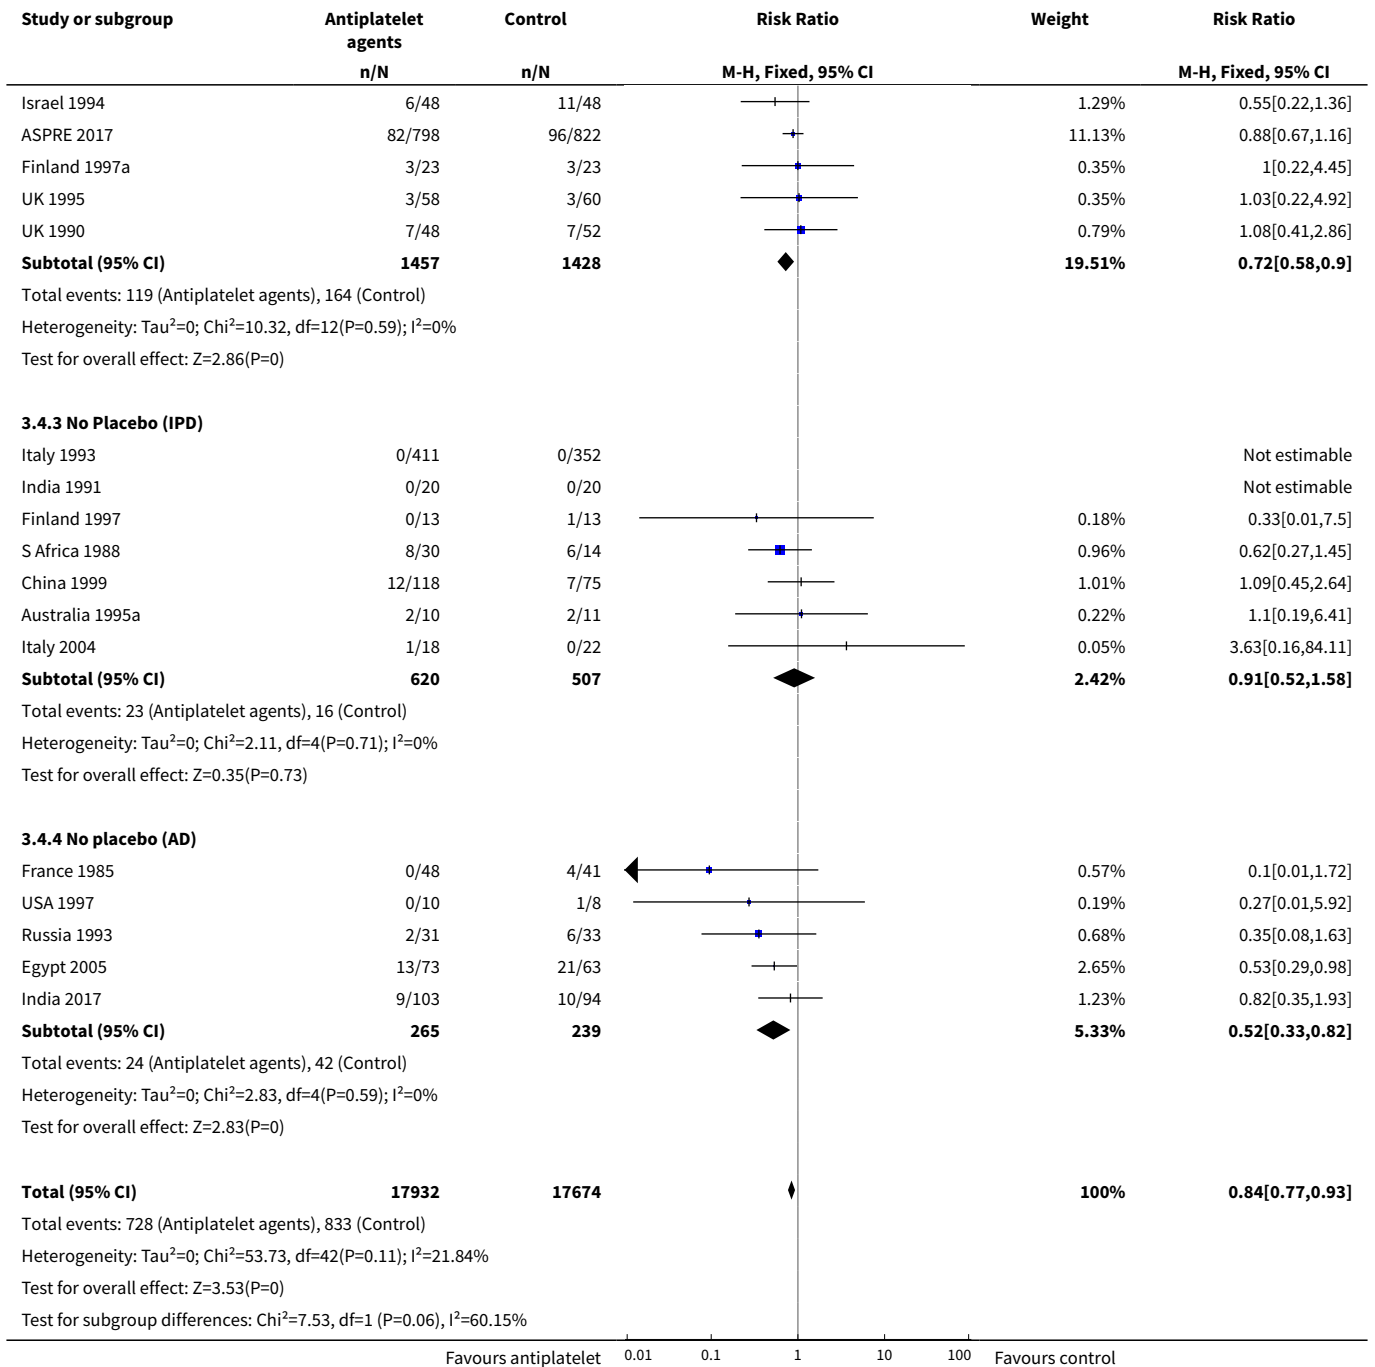 Study or subgroup Antiplatelet agents Control Risk Ratio Weight Risk Ratio
n/N n/N M-H, Fixed, 95% CI M-H, Fixed, 95% CI
Israel 1994 6/48 11/48 1.29% 0.55[0.22,1.36]
ASPRE 2017 82/798 96/822 11.13% 0.88[0.67,1.16]
Finland 1997a 3/23 3/23 0.35% 1[0.22,4.45]
UK 1995 3/58 3/60 0.35% 1.03[0.22,4.92]
UK 1990 7/48 7/52 0.79% 1.08[0.41,2.86]
Subtotal (95% CI) 1457 1428 19.51% 0.72[0.58,0.9]
Total events: 119 (Antiplatelet agents), 164 (Control)
Heterogeneity: Tau²=0; Chi²=10.32, df=12(P=0.59); I²=0%
Test for overall effect: Z=2.86(P=0)
3.4.3 No Placebo (IPD)
Italy 1993 0/411 0/352 Not estimable
India 1991 0/20 0/20 Not estimable
Finland 1997 0/13 1/13 0.18% 0.33[0.01,7.5]
S Africa 1988 8/30 6/14 0.96% 0.62[0.27,1.45]
China 1999 12/118 7/75 1.01% 1.09[0.45,2.64]
Australia 1995a 2/10 2/11 0.22% 1.1[0.19,6.41]
Italy 2004 1/18 0/22 0.05% 3.63[0.16,84.11]
Subtotal (95% CI) 620 507 2.42% 0.91[0.52,1.58]
Total events: 23 (Antiplatelet agents), 16 (Control)
Heterogeneity: Tau²=0; Chi²=2.11, df=4(P=0.71); I²=0%
Test for overall effect: Z=0.35(P=0.73)
3.4.4 No placebo (AD)
France 1985 0/48 4/41 0.57% 0.1[0.01,1.72]
USA 1997 0/10 1/8 0.19% 0.27[0.01,5.92]
Russia 1993 2/31 6/33 0.68% 0.35[0.08,1.63]
Egypt 2005 13/73 21/63 2.65% 0.53[0.29,0.98]
India 2017 9/103 10/94 1.23% 0.82[0.35,1.93]
Subtotal (95% CI) 265 239 5.33% 0.52[0.33,0.82]
Total events: 24 (Antiplatelet agents), 42 (Control)
Heterogeneity: Tau²=0; Chi²=2.83, df=4(P=0.59); I²=0%
Test for overall effect: Z=2.83(P=0)
Total (95% CI) 17932 17674 100% 0.84[0.77,0.93]
Total events: 728 (Antiplatelet agents), 833 (Control)
Heterogeneity: Tau²=0; Chi²=53.73, df=42(P=0.11); I²=21.84%
Test for overall effect: Z=3.53(P=0)
Test for subgroup differences: Chi²=7.53, df=1 (P=0.06), I²=60.15%
Favours antiplatelet 0.01 0.1 1 10 100 Favours control